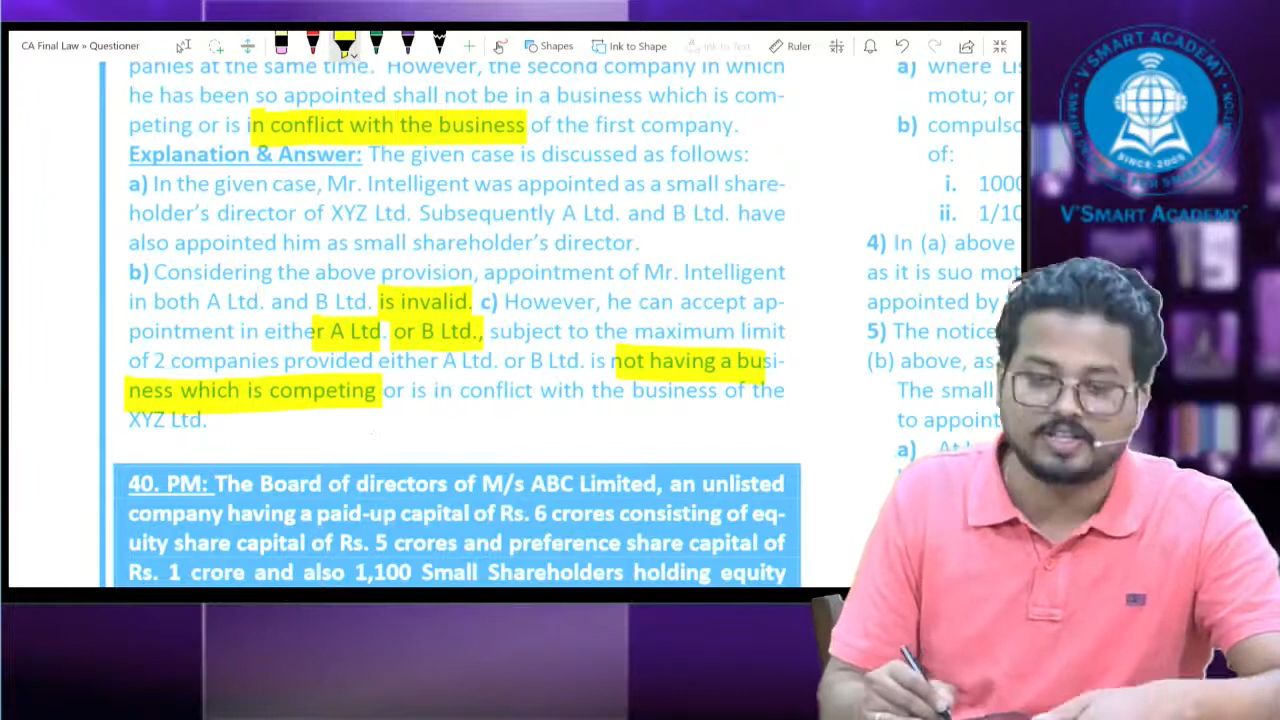 CA Final Law » Questioner
Shapes
Ink to Shape
Ink to Text
Ruler
panies at the same time. However, the second company in which
he has been so appointed shall not be in a business which is com-
peting or is in conflict with the business of the first company.
Explanation & Answer: The given case is discussed as follows:
a) In the given case, Mr. Intelligent was appointed as a small share-
holder's director of XYZ Ltd. Subsequently A Ltd. and B Ltd. have
also appointed him as small shareholder's director.
b) Considering the above provision, appointment of Mr. Intelligent
in both A Ltd. and B Ltd. is invalid. c) However, he can accept ap-
pointment in either A Ltd. or B Ltd., subject to the maximum limit
of 2 companies provided either A Ltd. or B Ltd. is not having a busi-
ness which is competing or is in conflict with the business of the
XYZ Ltd.
40. PM: The Board of directors of M/s ABC Limited, an unlisted
company having a paid-up capital of Rs. 6 crores consisting of eq-
uity share capital of Rs. 5 crores and preference share capital of
Rs. 1 crore and also 1,100 Small Shareholders holding equity
a) where Lis
motu; or
b) compulso
of:
i. 1000
ii. 1/10
4) In (a) above
as it is suo mot
appointed by
5) The notice
(b) above, as
The small
to appoint
a) At
V'SMART ACADEMY
SINCE-2005
V'SMART ACADEMY